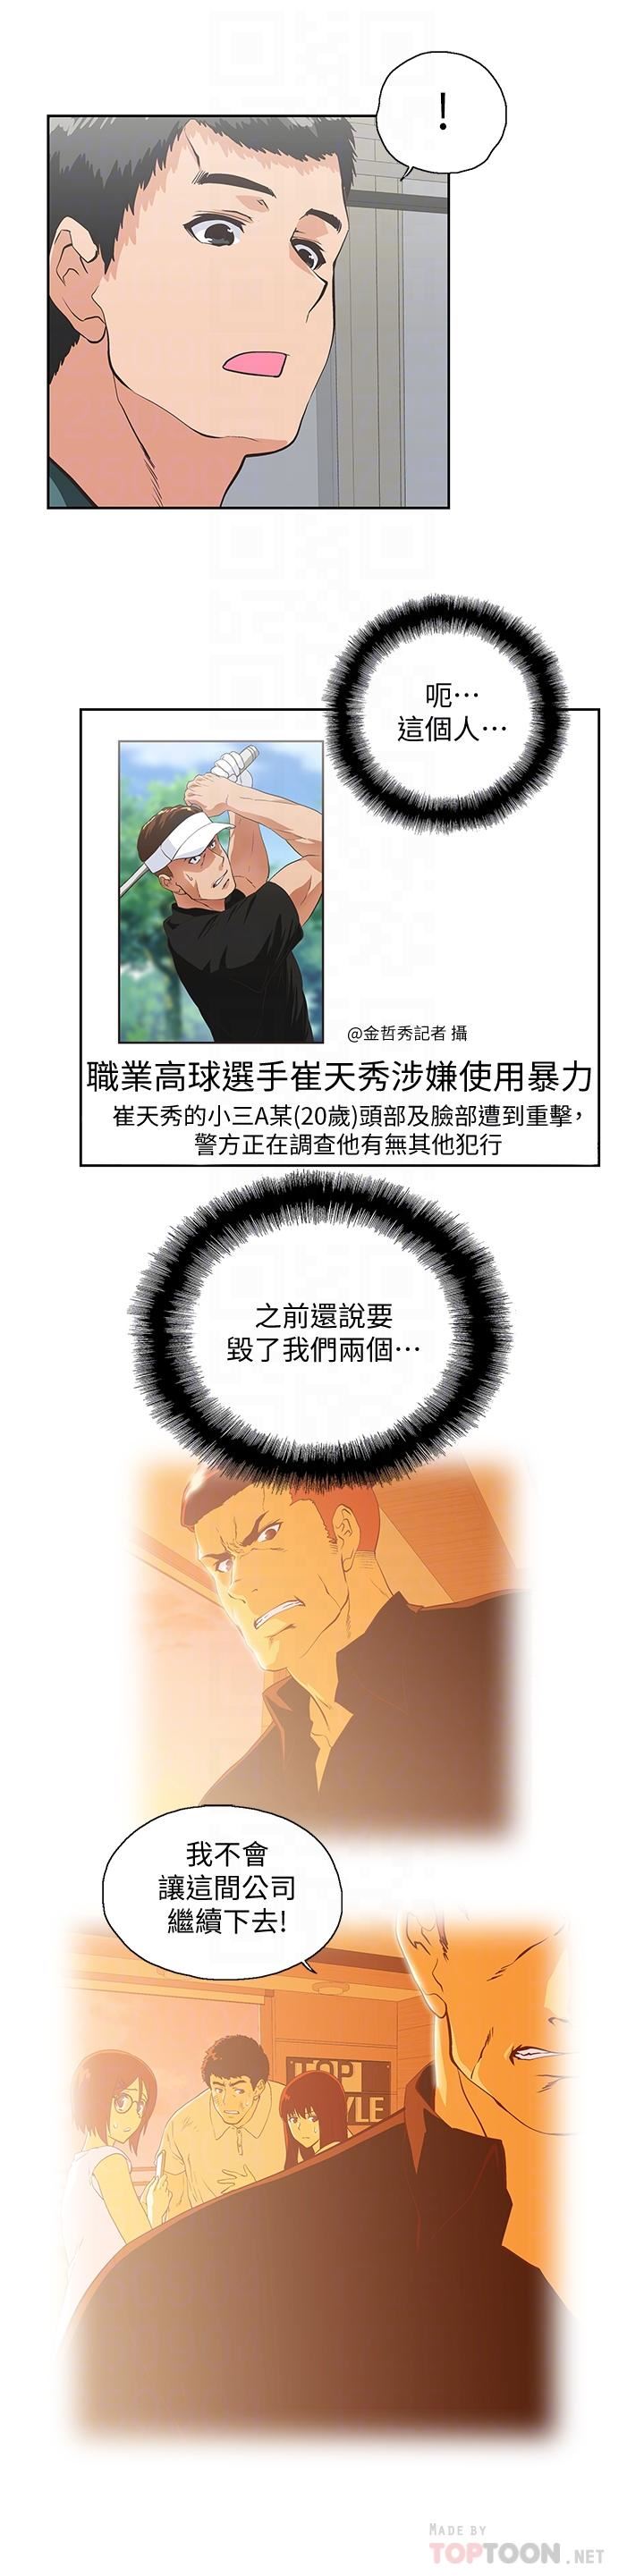 !
呃…
這個人…
@金哲秀記者 攝
職業高球選手崔天秀涉嫌使用暴力
崔天秀的小三A某(20歲)頭部及臉部遭到重擊，
警方正在調查他有無其他犯行
之前還說要
毀了我們兩個…
我不會
讓這間公司
繼續下去!
TOP
YLE
MADE BY
TOPTOON.NET